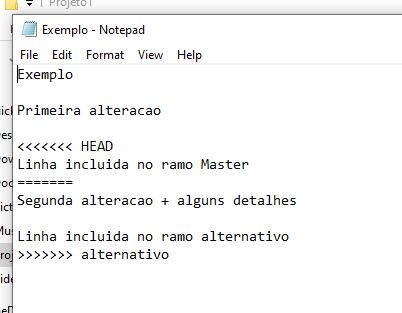 Projeto1
Exemplo - Notepad
File Edit Format View Help
Exemplo
Primeira alteracao
<<<<<<< HEAD
Linha incluida no ramo Master
=======
Segunda alteracao + alguns detalhes
Linha incluida no ramo alternativo
>>>>>>> alternativo